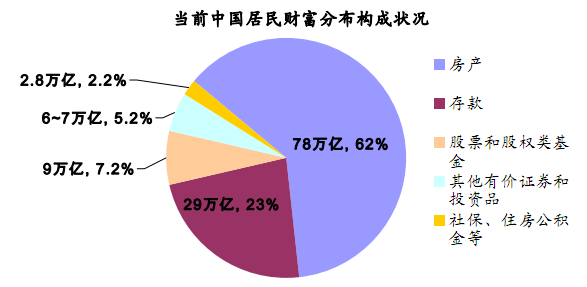 当前中国居民财富分布构成状况
2.8万亿, 2.2%
6~7万亿, 5.2%
9万亿, 7.2%
78万亿, 62%
29万亿, 23%
房产
存款
股票和股权类基
金
其他有价证券和
投资品
社保、住房公积
金等